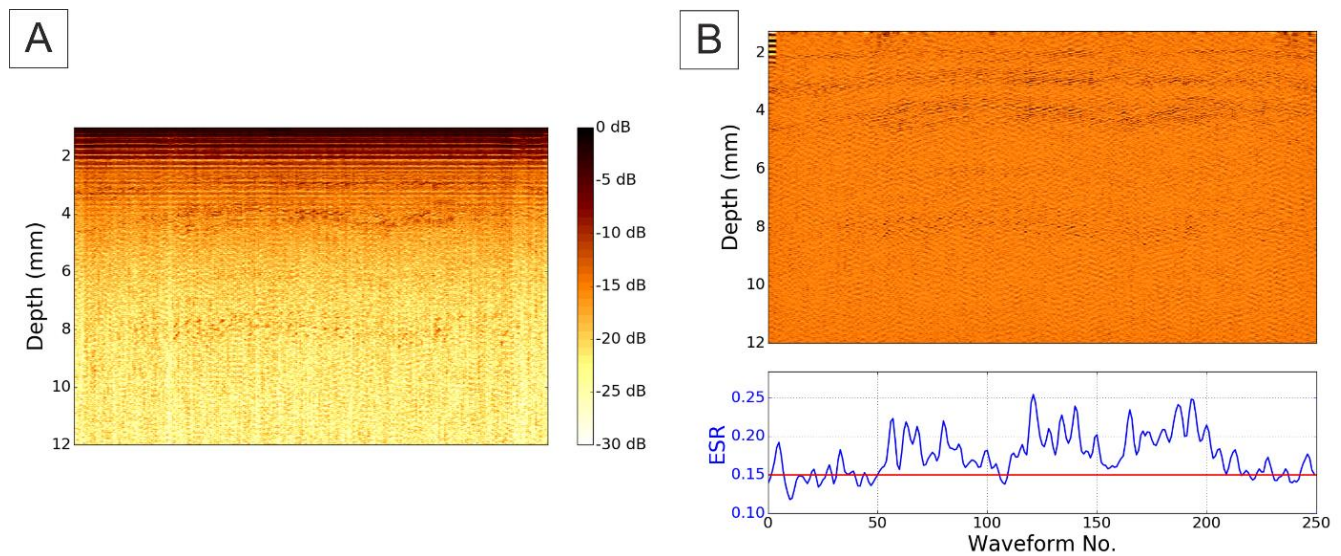 A
Depth (mm)
2
4
6
8
10
12
0 dB
-5 dB
-10 dB
-15 dB
-20 dB
-25 dB
-30 dB
B
Depth (mm)
2
4
6
8
10
12
ESR
0.25
0.20
0.15
0.10
0 50 100 150 200 250
Waveform No.